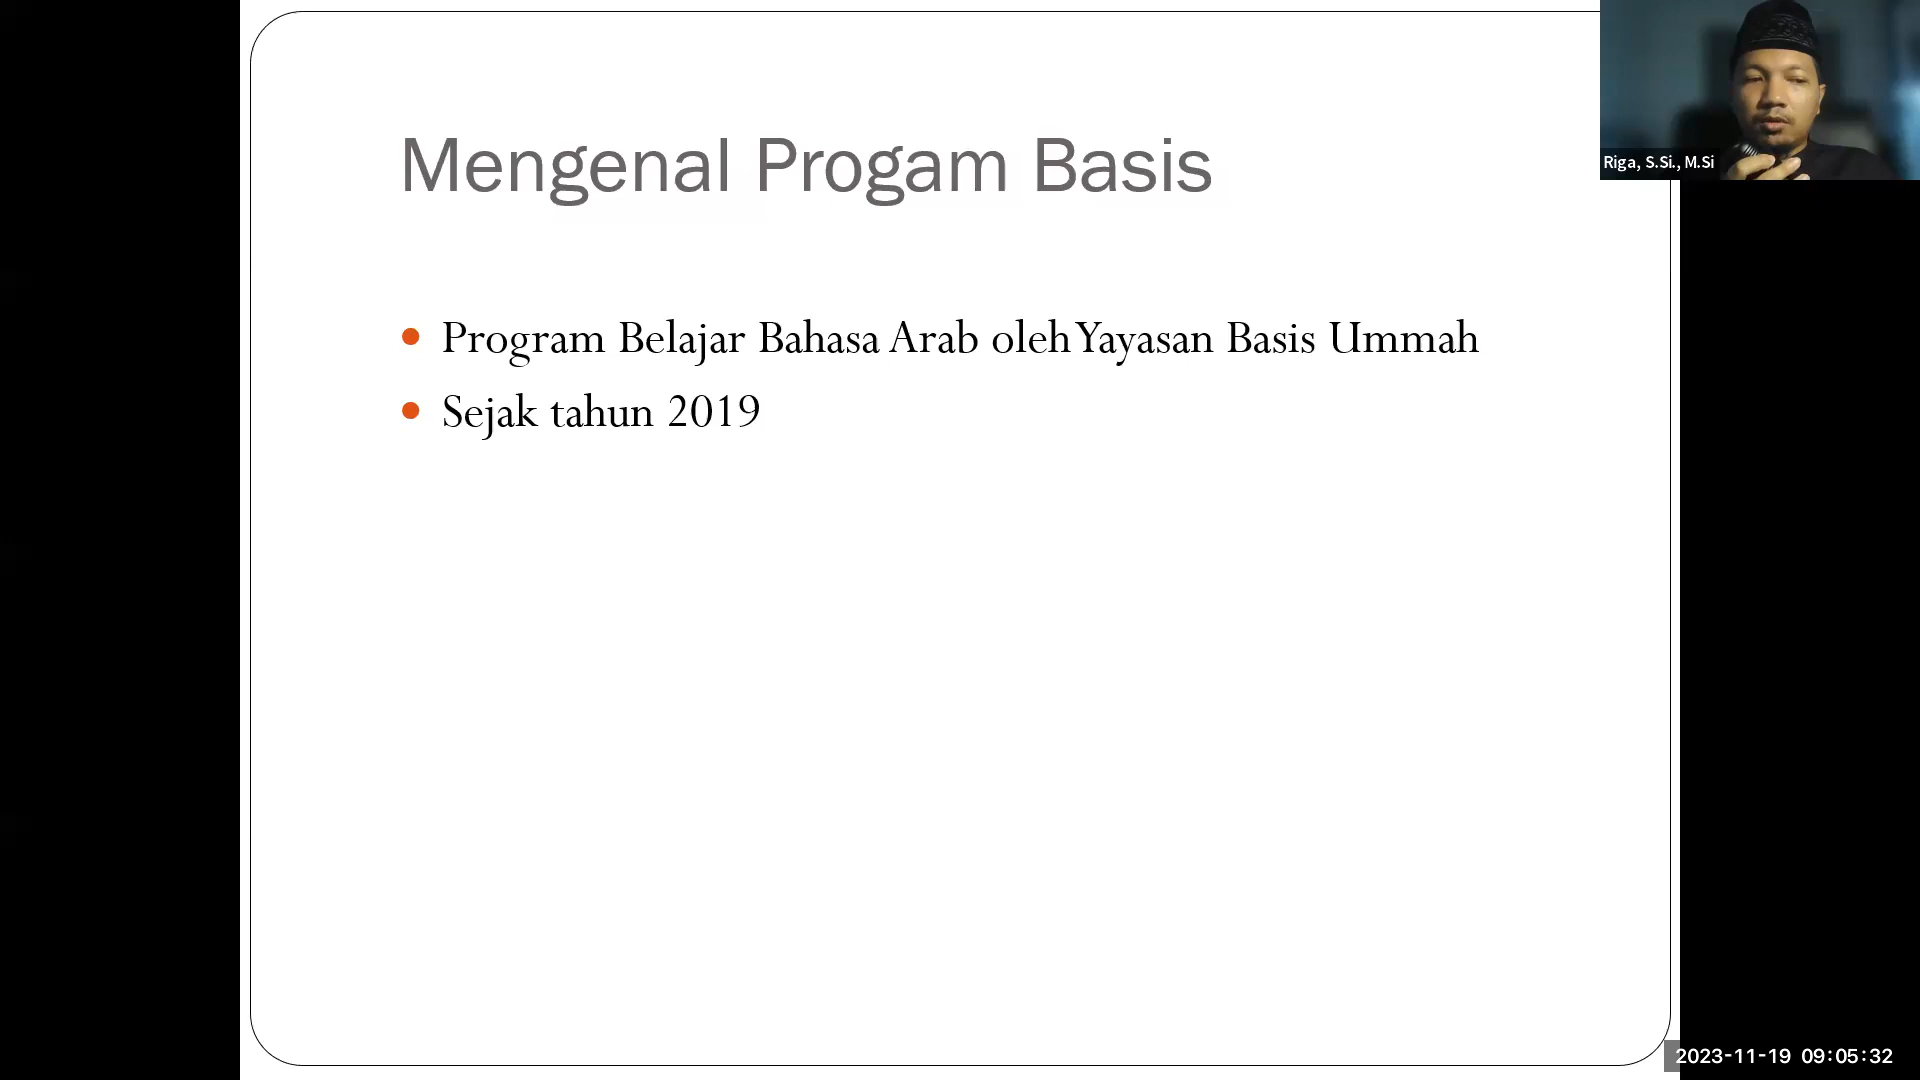 Mengenal Progam Basis
Riga, S.Si., M.Si
• Program Belajar Bahasa Arab oleh Yayasan Basis Ummah
• Sejak tahun 2019
2023-11-19 09:05:32